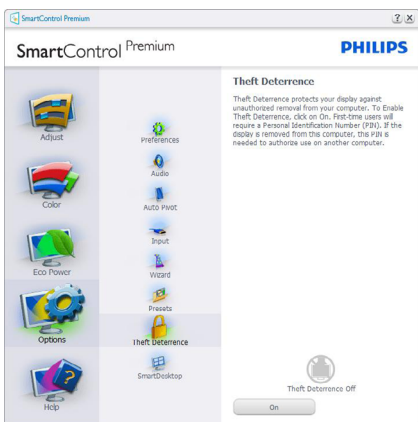 SmartControl Premium
SmartControl Premium
PHILIPS
Adjust
Color
Eco Power
Options
Help
Preferences
Audio
Auto Pivot
Input
Wizard
Presets
Theft Deterrence
SmartDesktop
Theft Deterrence
Theft Deterrence protects your display against
unauthorized removal from your computer. To Enable
Theft Deterrence, click on On. First-time users will
require a Personal Identification Number (PIN). If the
display is removed from this computer, this PIN is
needed to authorize use on another computer.
Theft Deterrence Off
On